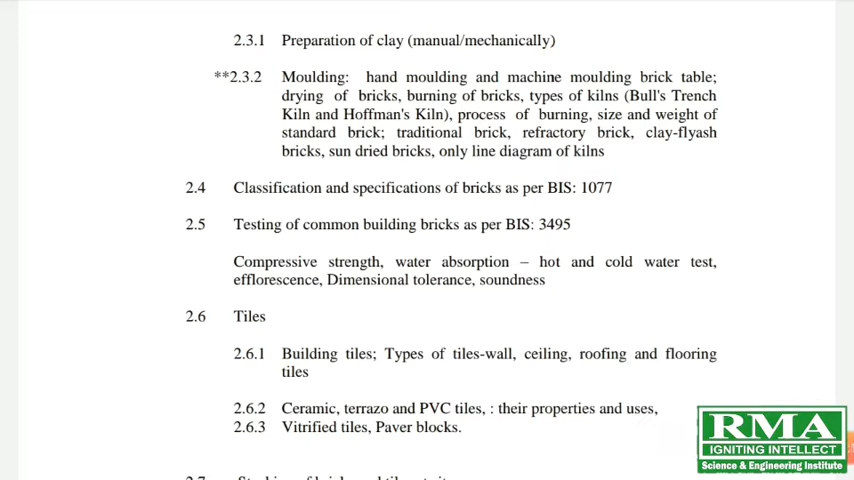 2.3.1 Preparation of clay (manual/mechanically)
**2.3.2 Moulding: hand moulding and machine moulding brick table;
drying of bricks, burning of bricks, types of kilns (Bull's Trench
Kiln and Hoffman's Kiln), process of burning, size and weight of
standard brick; traditional brick, refractory brick, clay-flyash
bricks, sun dried bricks, only line diagram of kilns
2.4 Classification and specifications of bricks as per BIS: 1077
2.5 Testing of common building bricks as per BIS: 3495
Compressive strength, water absorption – hot and cold water test,
efflorescence, Dimensional tolerance, soundness
2.6 Tiles
2.6.1 Building tiles; Types of tiles-wall, ceiling, roofing and flooring
tiles
2.6.2 Ceramic, terrazo and PVC tiles, : their properties and uses,
2.6.3 Vitrified tiles, Paver blocks.
RMA
IGNITING INTELLECT
Science & Engineering Institute